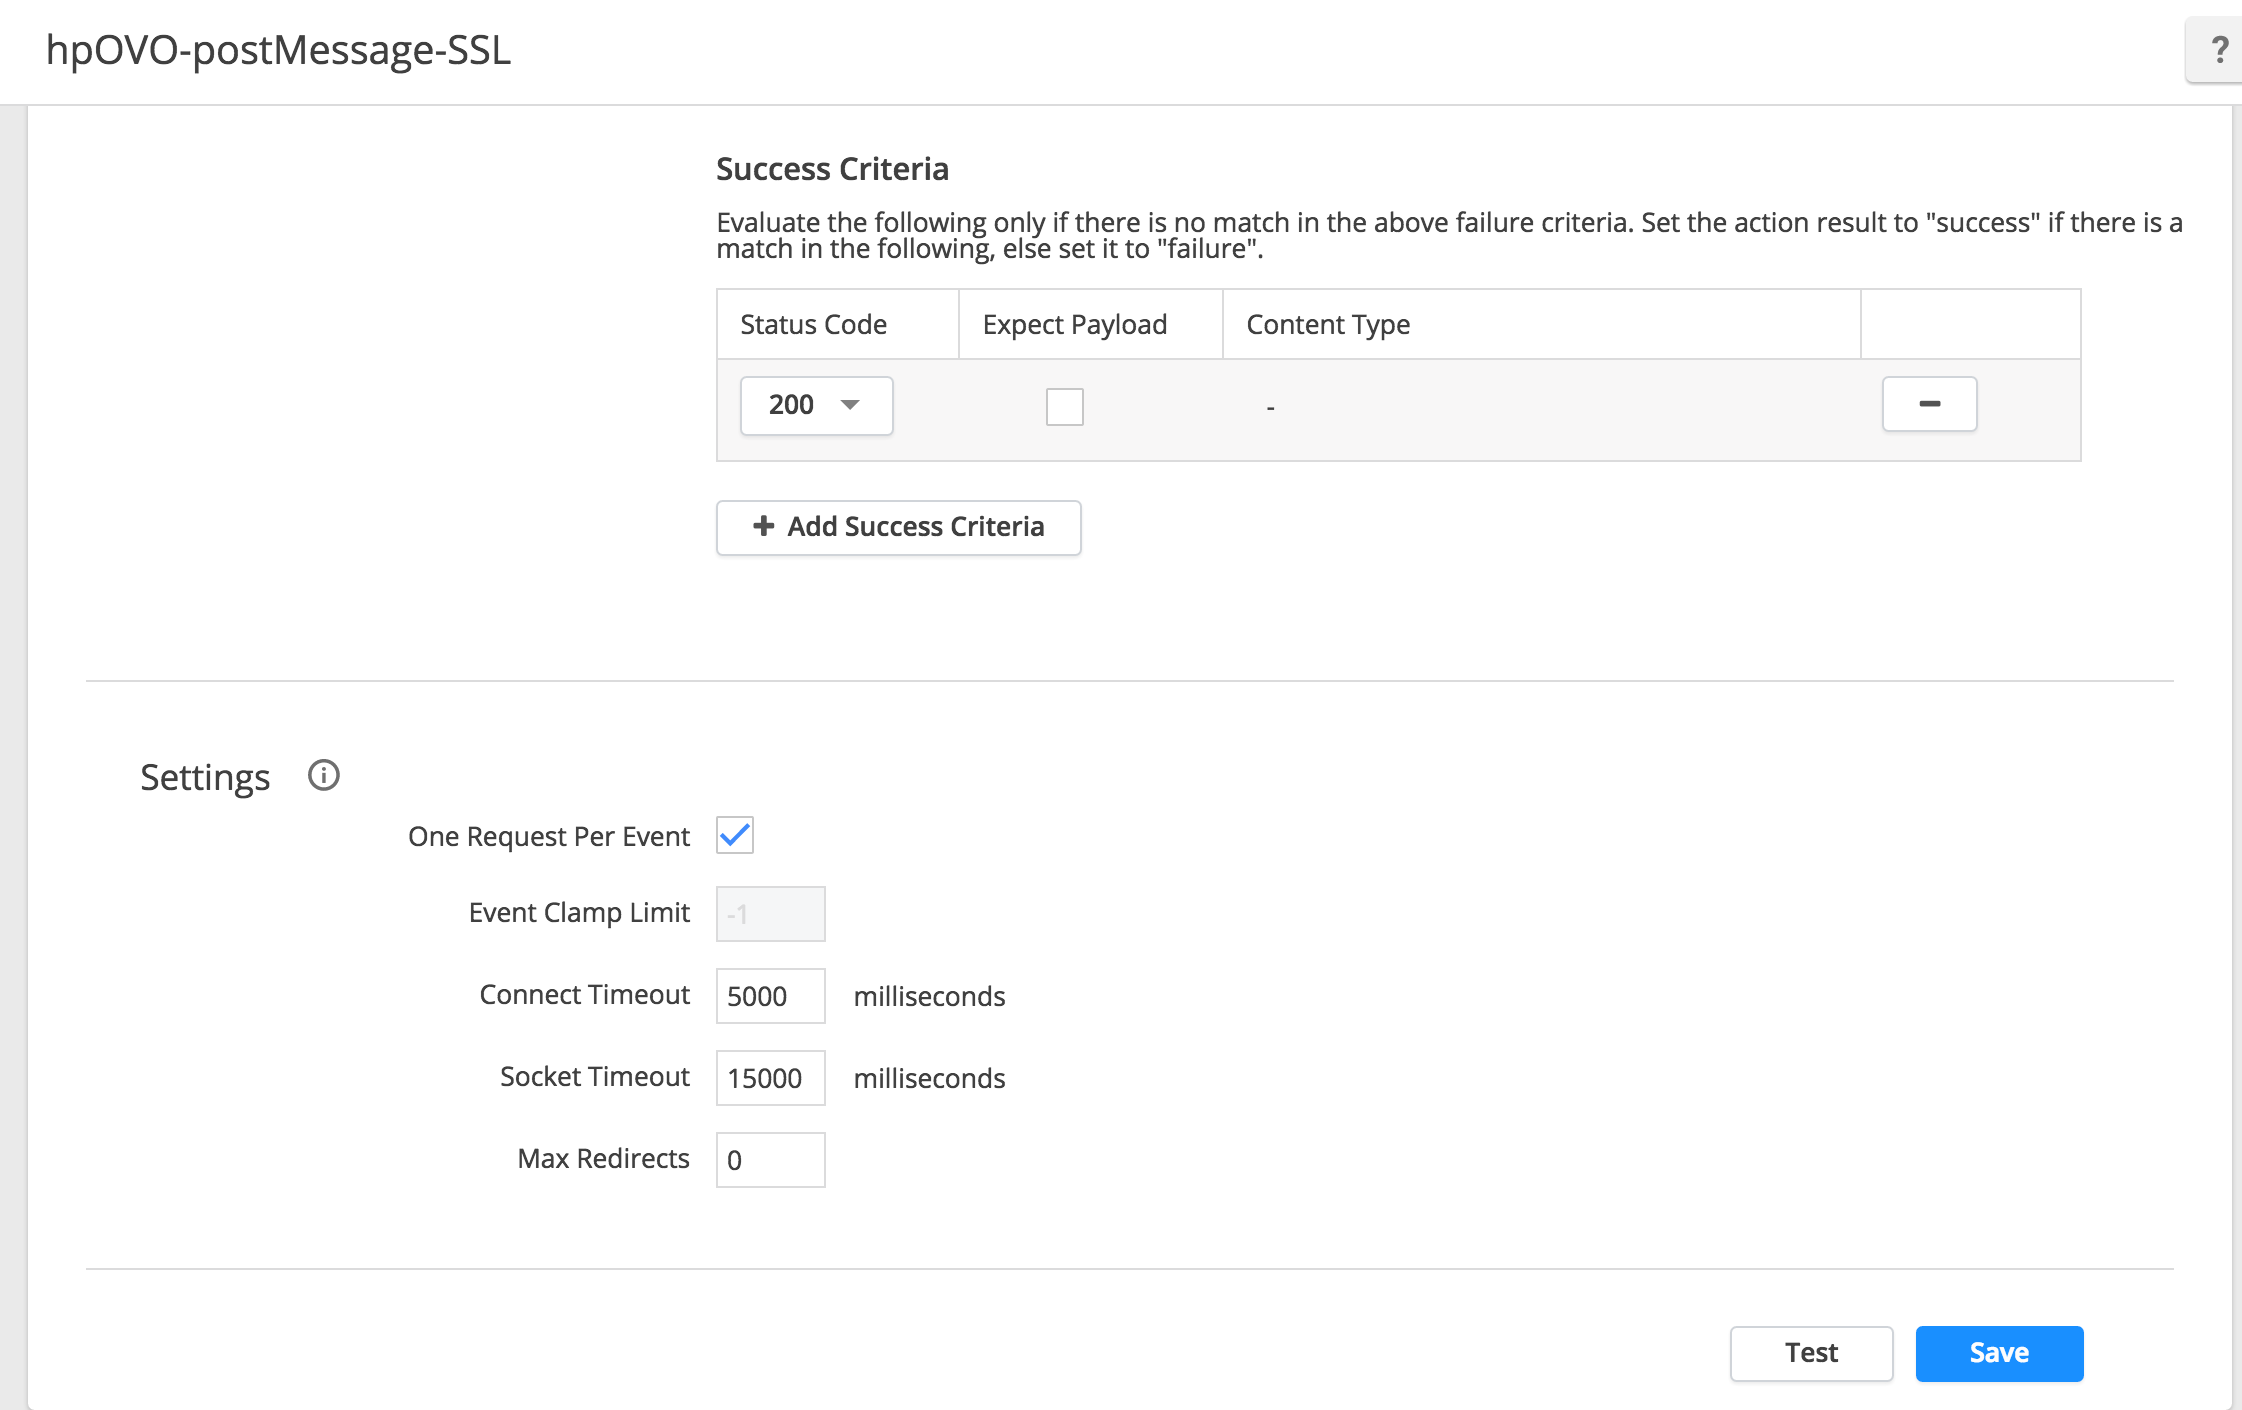 hpOVO-postMessage-SSL
?
Success Criteria
Evaluate the following only if there is no match in the above failure criteria. Set the action result to "success" if there is a
match in the following, else set it to "failure".
Status Code Expect Payload Content Type
200 -
+ Add Success Criteria
Settings
One Request Per Event
Event Clamp Limit -1
Connect Timeout 5000 milliseconds
Socket Timeout 15000 milliseconds
Max Redirects 0
Test Save